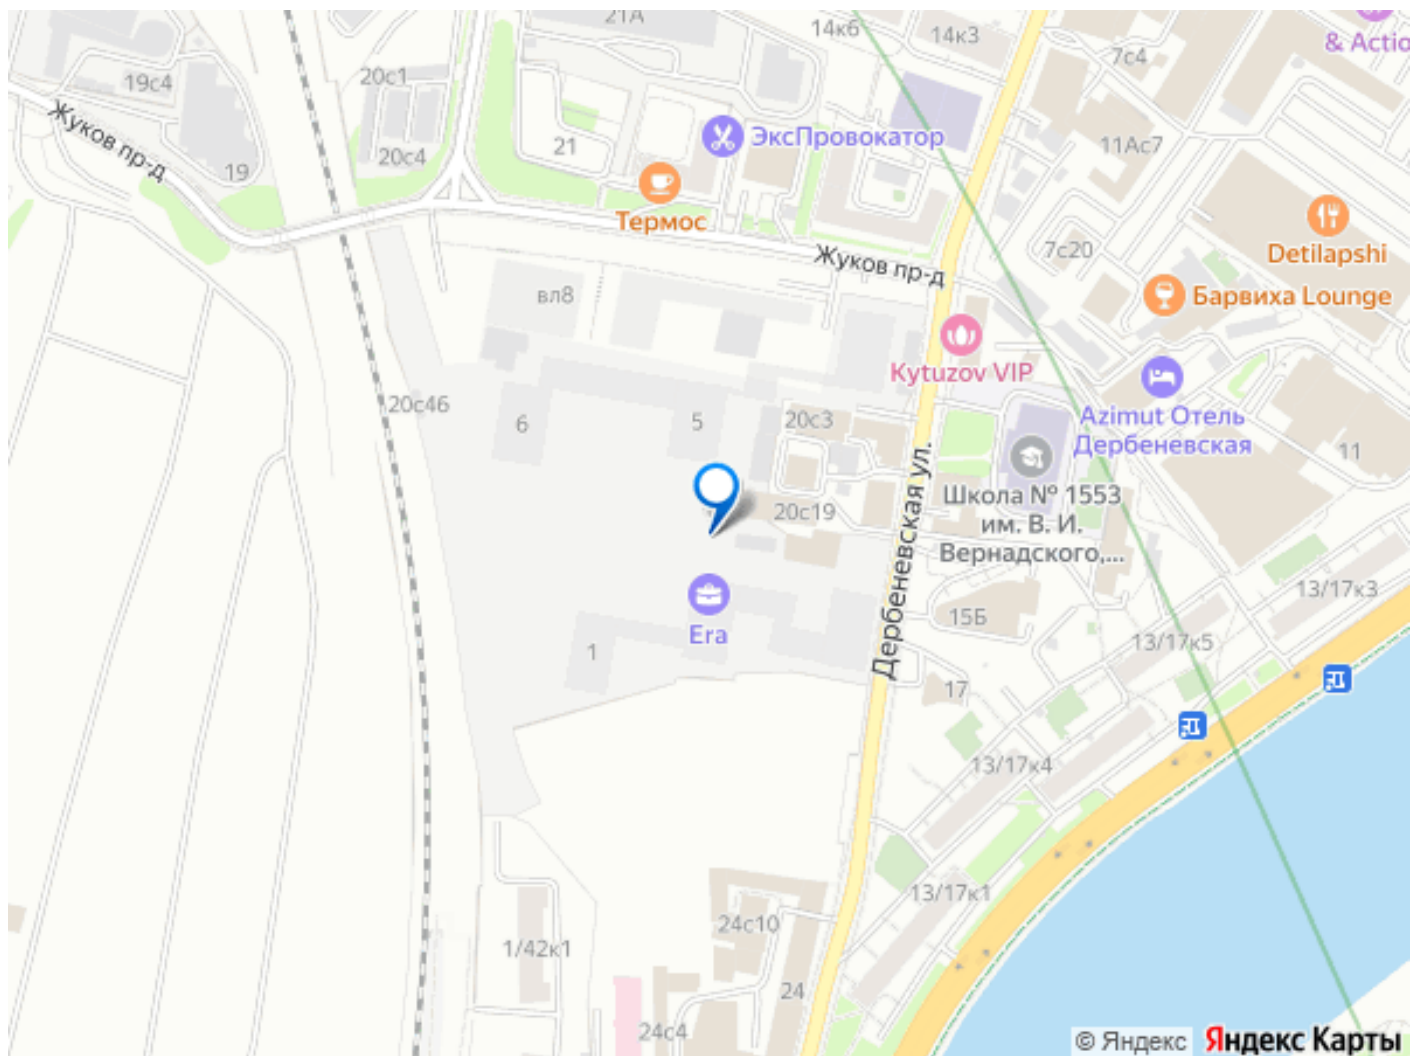 21А
14к6
14к3
& Actio
7с4
19с4
20с1
Жуков пр-д
20с4
21
ЭксПровокатор
11Ас7
19
Термос
Жуков пр-д
7с20
Detilapshi
вл8
Барвиха Lounge
Kytuzov VIP
20с46
6
5
20с3
Azimut Отель
Дербеневская
11
20с19
Дербеневская ул.
Школа № 1553
им. В. И.
Вернадского,...
Era
1
15Б
13/17к3
13/17к5
17
13/17к4
13/17к1
1/42к1
24с10
24
24с4
© Яндекс Яндекс Карты